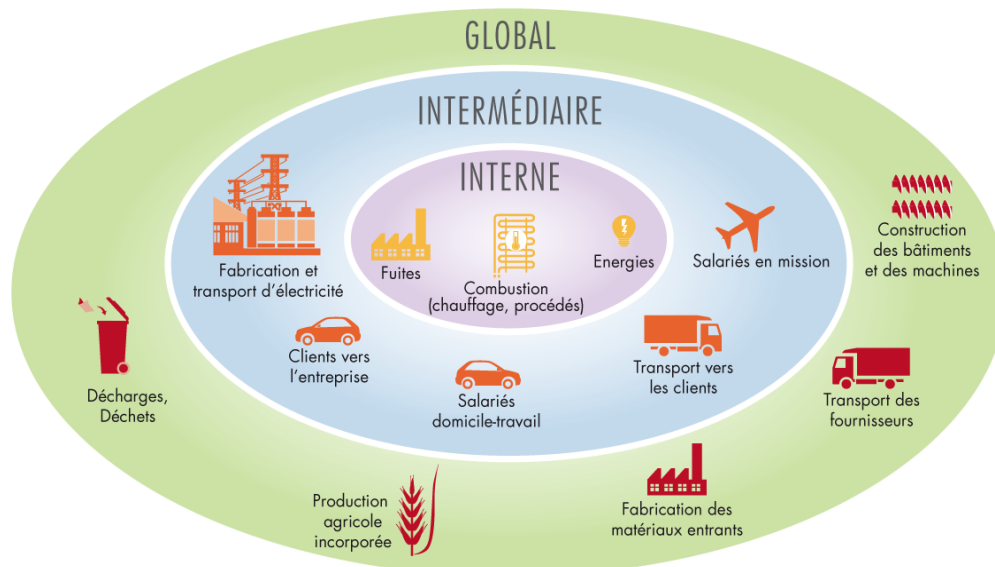 GLOBAL
INTERMÉDIAIRE
INTERNE
Fuites
Combustion
(chauffage, procédés)
Energies
Fabrication et
transport d’électricité
Salariés en mission
Clients vers
l’entreprise
Salariés
domicile-travail
Transport vers
les clients
Construction
des bâtiments
et des machines
Décharges,
Déchets
Transport des
fournisseurs
Production
agricole
incorporée
Fabrication des
matériaux entrants